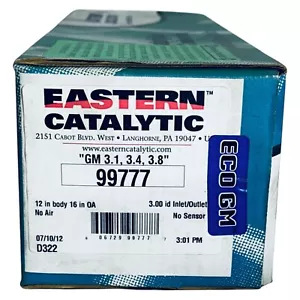 EASTERN™
CATALYTIC
2151 CABOT BLVD. WEST • LANGHORNE, PA 19047 • U
www.easterncatalytic.com
"GM 3.1, 3.4, 3.8"
99777
12 in body 16 in OA
3.00 id Inlet/Outlet
No Air
No Sensor
07/10/12
3:01 PM
D322
ECO GM